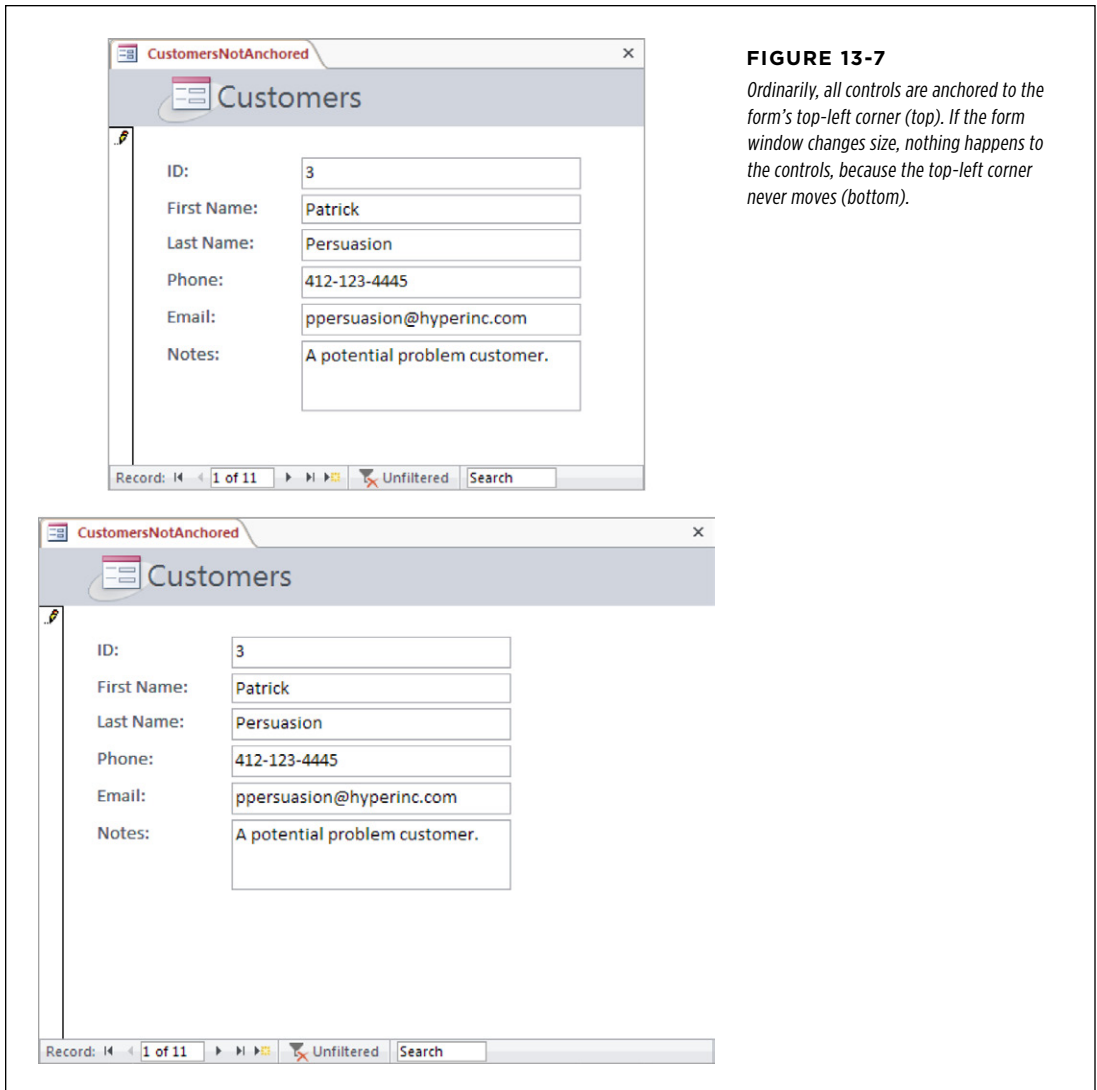 CustomersNotAnchored
Customers
ID: 3
First Name: Patrick
Last Name: Persuasion
Phone: 412-123-4445
Email: ppersuasion@hyperinc.com
Notes: A potential problem customer.
Record: 1 of 11 Unfiltered Search
FIGURE 13-7
Ordinarily, all controls are anchored to the
form's top-left corner (top). If the form
window changes size, nothing happens to
the controls, because the top-left corner
never moves (bottom).
CustomersNotAnchored
Customers
ID: 3
First Name: Patrick
Last Name: Persuasion
Phone: 412-123-4445
Email: ppersuasion@hyperinc.com
Notes: A potential problem customer.
Record: 1 of 11 Unfiltered Search